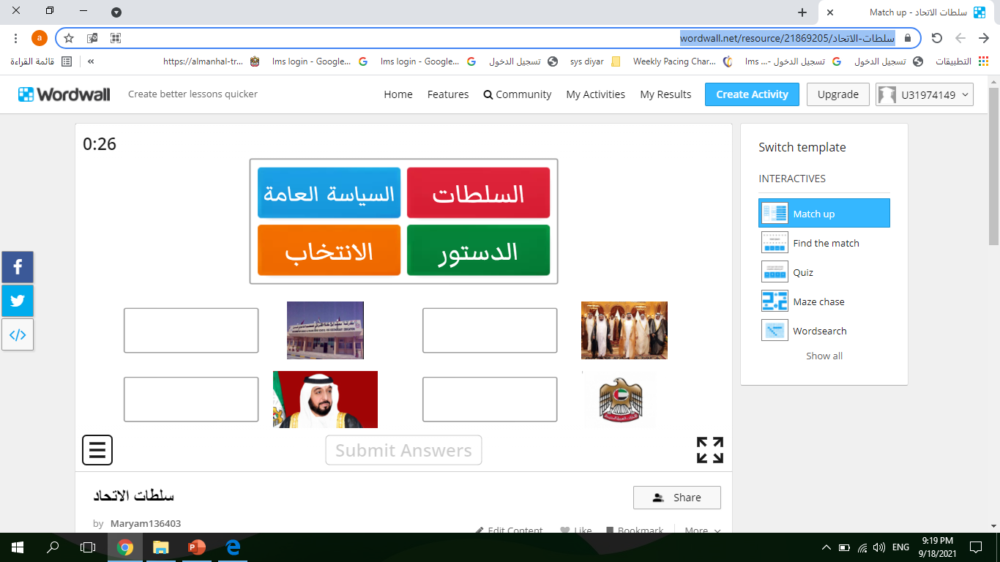 سلطات الاتحاد - Match up
a
wordwall.net/resource/21869205/سلطات-الاتحاد
التطبيقات
تسجيل الدخول
تسجيل الدخول - lms ...
Weekly Pacing Char...
sys diyar
تسجيل الدخول
lms login - Google...
lms login - Google...
https://almanhal-tr...
»
قائمة القراءة
Wordwall
Create better lessons quicker
Home
Features
Community
My Activities
My Results
Create Activity
Upgrade
U31974149
0:26
السلطات
السياسة العامة
الدستور
الانتخاب
Submit Answers
سلطات الاتحاد
by Maryam136403
Share
Edit Content
Like
Bookmark
More
Switch template
INTERACTIVES
Match up
Find the match
Quiz
Maze chase
Wordsearch
Show all
ENG
9:19 PM
9/18/2021